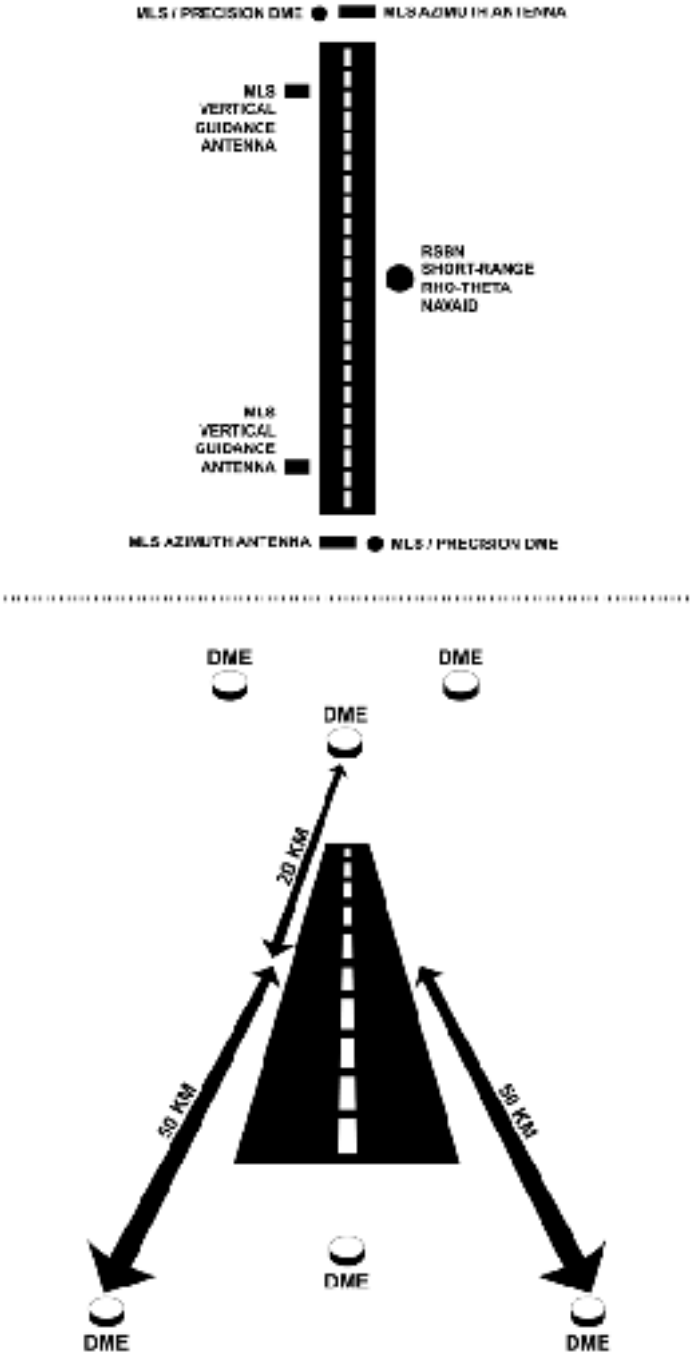 MLS / PRECISION DME
MLS AZIMUTH ANTENNA
MLS
VERTICAL
GUIDANCE
ANTENNA
RSBN
SHORT-RANGE
RHO-THETA
NAVAID
MLS
VERTICAL
GUIDANCE
ANTENNA
MLS AZIMUTH ANTENNA
MLS / PRECISION DME
DME
DME
DME
20 KM
50 KM
50 KM
DME
DME
DME